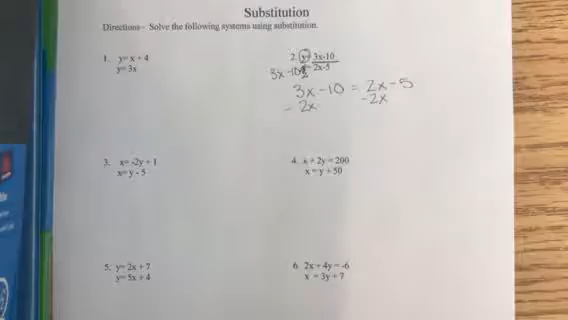 Substitution
Directions- Solve the following systems using substitution.
1. y= x + 4
y= 3x
2. y= 3x-10
3x-10 = 2x-5
3x-10 = 2x-5
- 2x -2x
3. x= -2y + 1
x= y - 5
4. x + 2y = 200
x = y + 50
5. y= 2x + 7
y= 5x + 4
6. 2x + 4y = -6
x = 3y + 7